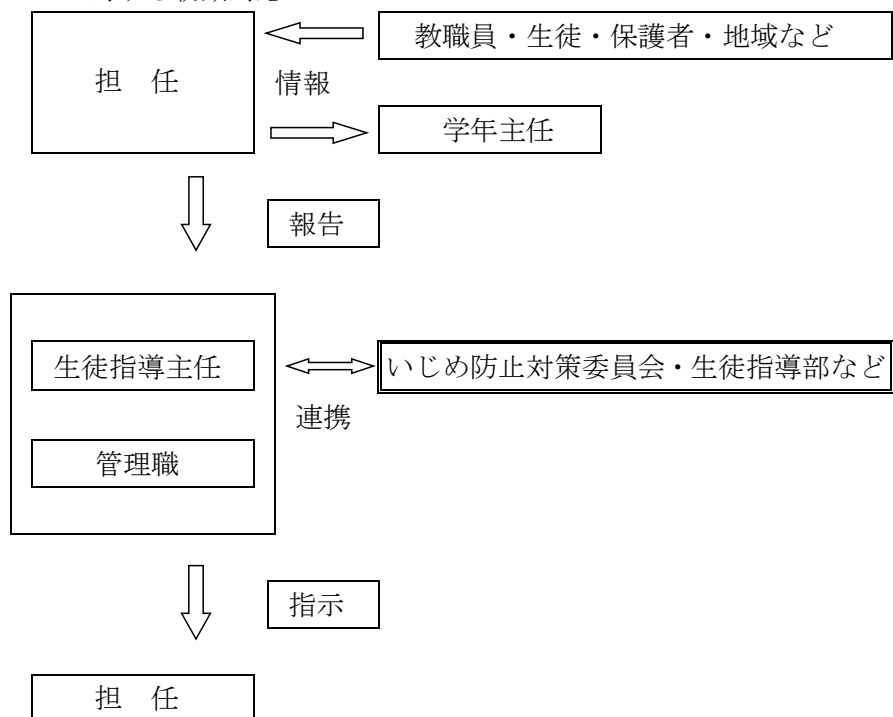 教職員・生徒・保護者・地域など
担　任
情報
学年主任
報告
生徒指導主任
いじめ防止対策委員会・生徒指導部など
連携
管理職
指示
担　任